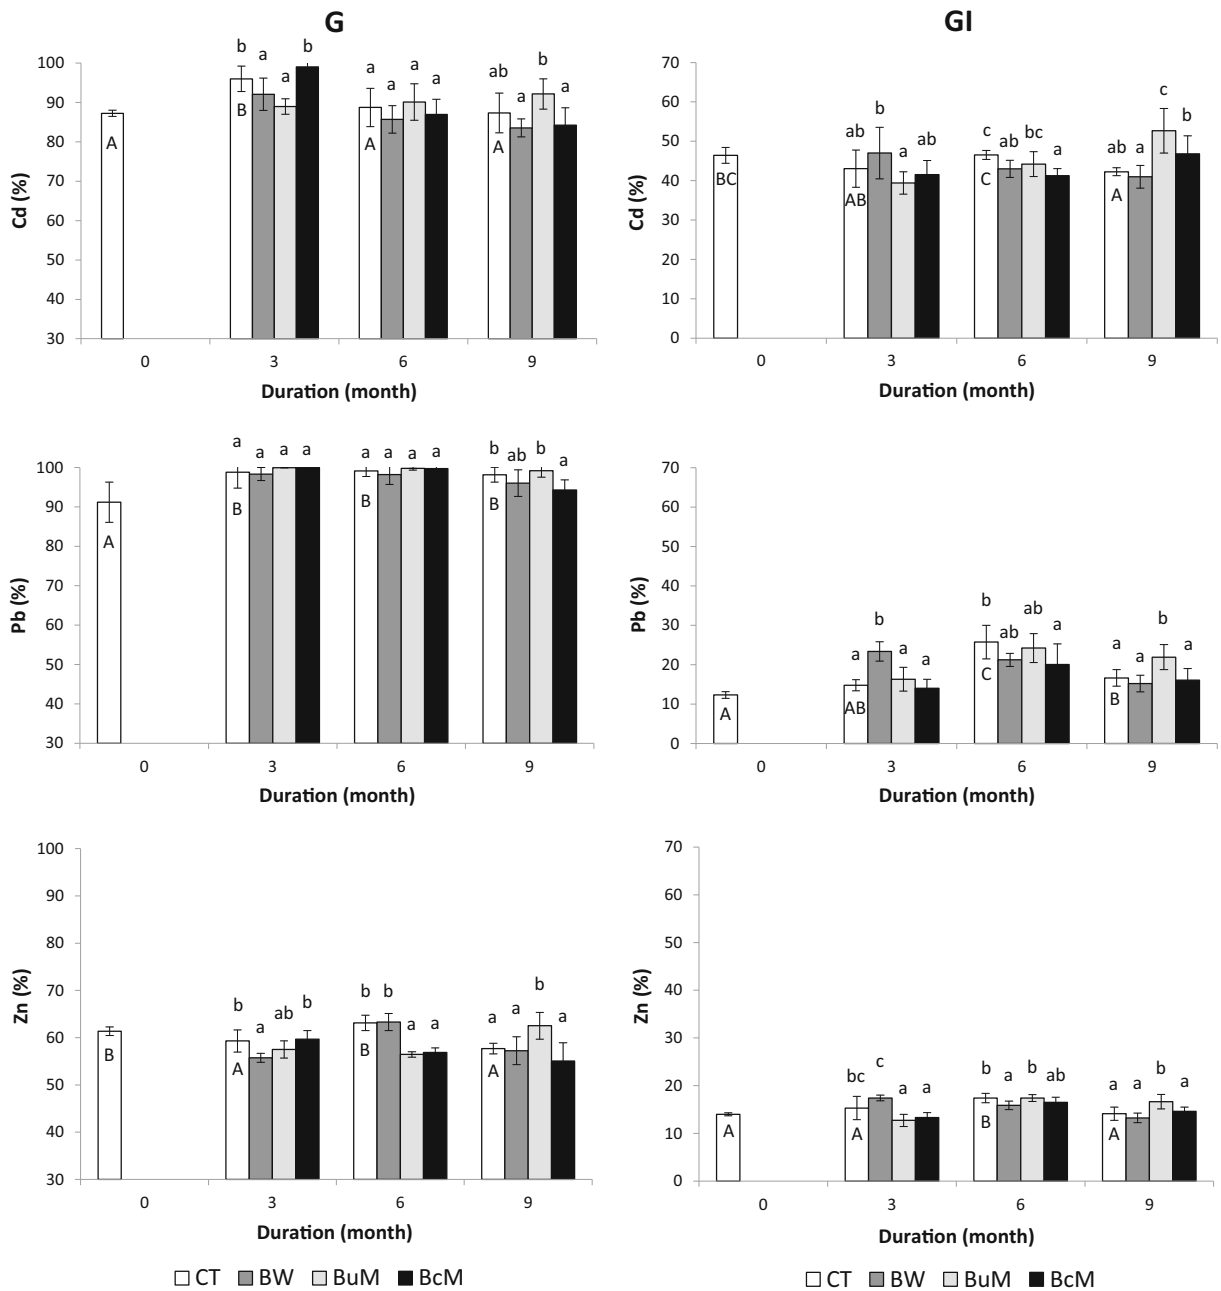 G
b a a b a a a a ab a b a
100
90
80
70
60
50
40
30
A B A A
Cd (%)
0 3 6 9
Duration (month)
GI
ab b a ab c ab bc a ab a c b
70
60
50
40
30
20
10
0
BC AB C A
Cd (%)
0 3 6 9
Duration (month)
a a a a a a a a b ab b a
100
90
80
70
60
50
40
30
A B B B
Pb (%)
0 3 6 9
Duration (month)
a b a a b ab ab a a a b a
70
60
50
40
30
20
10
0
A AB C B
Pb (%)
0 3 6 9
Duration (month)
b a ab b b b a a a a b a
100
90
80
70
60
50
40
30
B A B A
Zn (%)
0 3 6 9
Duration (month)
CT BW BuM BcM
bc c a a b a b ab a a b a
70
60
50
40
30
20
10
0
A A B A
Zn (%)
0 3 6 9
Duration (month)
CT BW BuM BcM